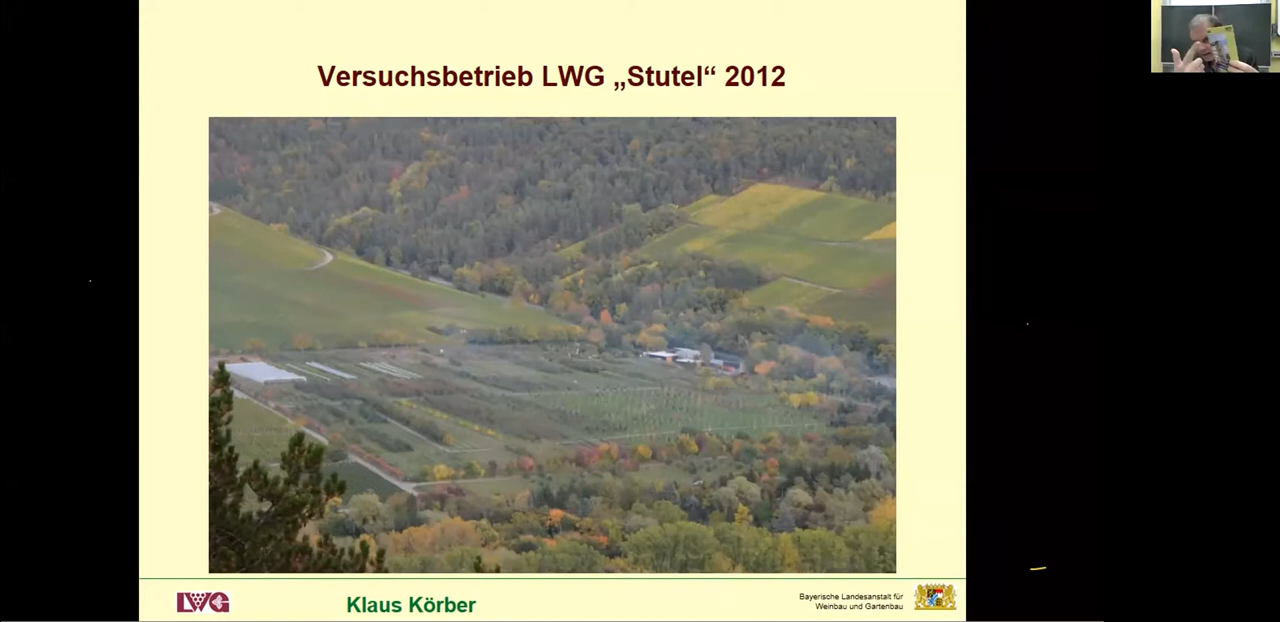 Versuchsbetrieb LWG „Stutel“ 2012
LWG
Klaus Körber
Bayerische Landesanstalt für
Weinbau und Gartenbau